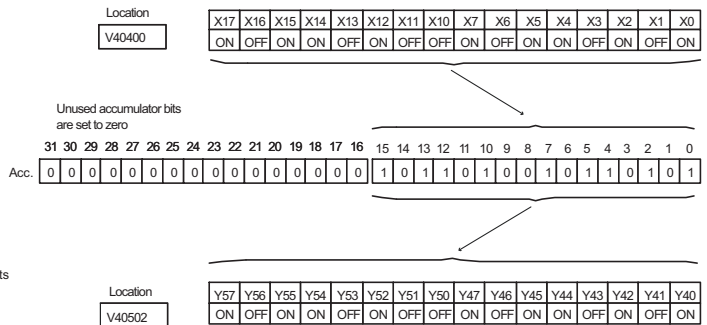 Location
X17 X16 X15 X14 X13 X12 X11 X10 X7 X6 X5 X4 X3 X2 X1 X0
V40400
ON OFF ON ON OFF ON OFF OFF ON OFF ON ON OFF ON OFF ON
Unused accumulator bits
are set to zero
31 30 29 28 27 26 25 24 23 22 21 20 19 18 17 16 15 14 13 12 11 10 9 8 7 6 5 4 3 2 1 0
Acc. 0 0 0 0 0 0 0 0 0 0 0 0 0 0 0 0 1 0 1 1 0 1 0 0 1 0 1 1 0 1 0 1
ts
Location
Y57 Y56 Y55 Y54 Y53 Y52 Y51 Y50 Y47 Y46 Y45 Y44 Y43 Y42 Y41 Y40
V40502
ON OFF ON ON OFF ON OFF OFF ON OFF ON ON OFF ON OFF ON